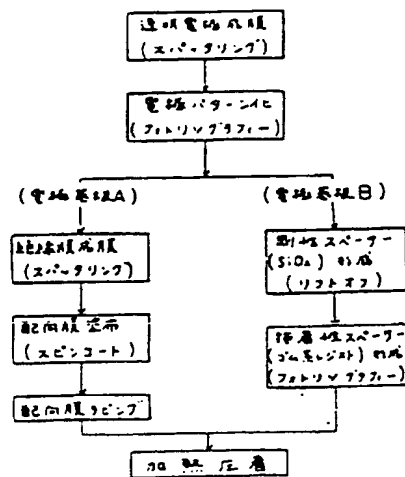 透明電極成膜
(スパッタリング)
電極パターン化
(フォトリソグラフィー)
(電極基板A)
(電極基板B)
絶縁膜成膜
(スパッタリング)
剛性スペーサー
(SiO₂)形成
(リフトオフ)
配向膜塗布
(スピンコート)
接着性スペーサー
(ゴム系レジスト)形成
(フォトリソグラフィー)
配向膜ラビング
加熱圧着